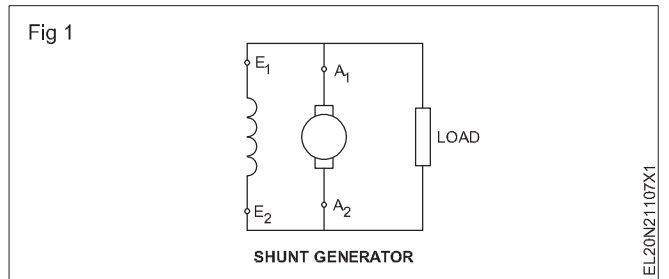 Fig 1
E1
A1
LOAD
E2
A2
SHUNT GENERATOR
EL20N21107X1